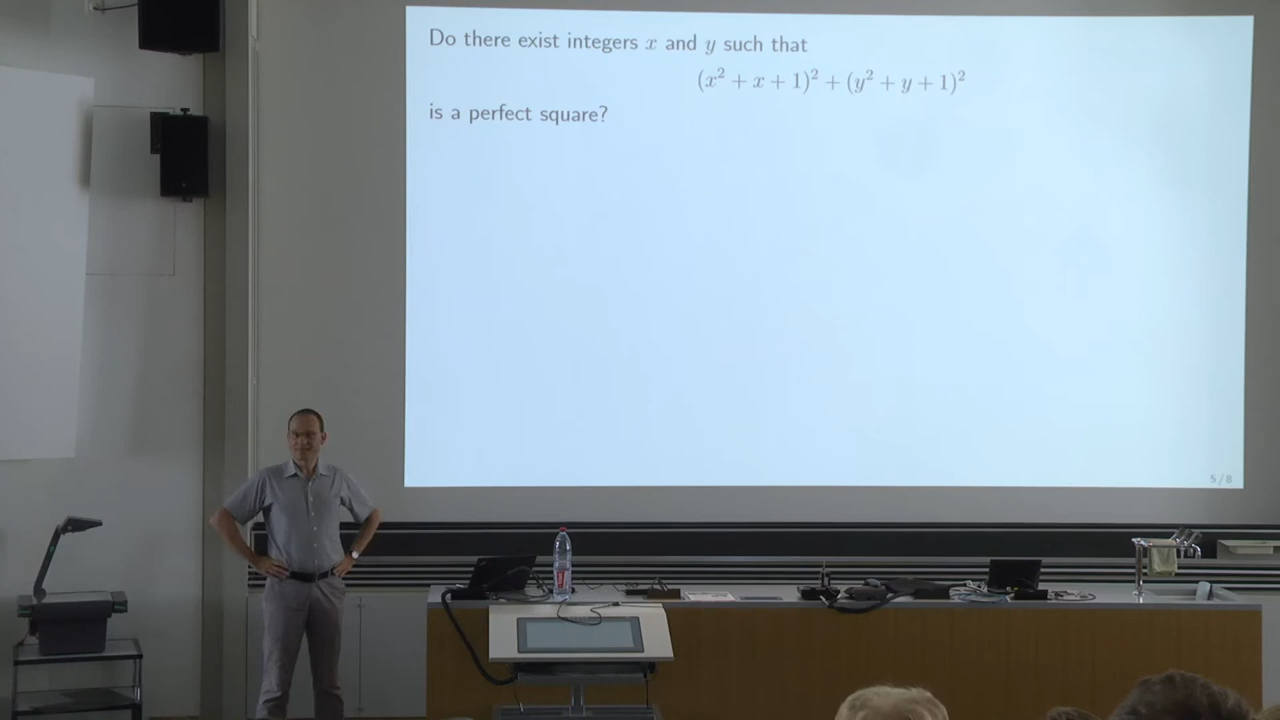 Do there exist integers x and y such that
(x² + x + 1)² + (y² + y + 1)²
is a perfect square?
5 / 8